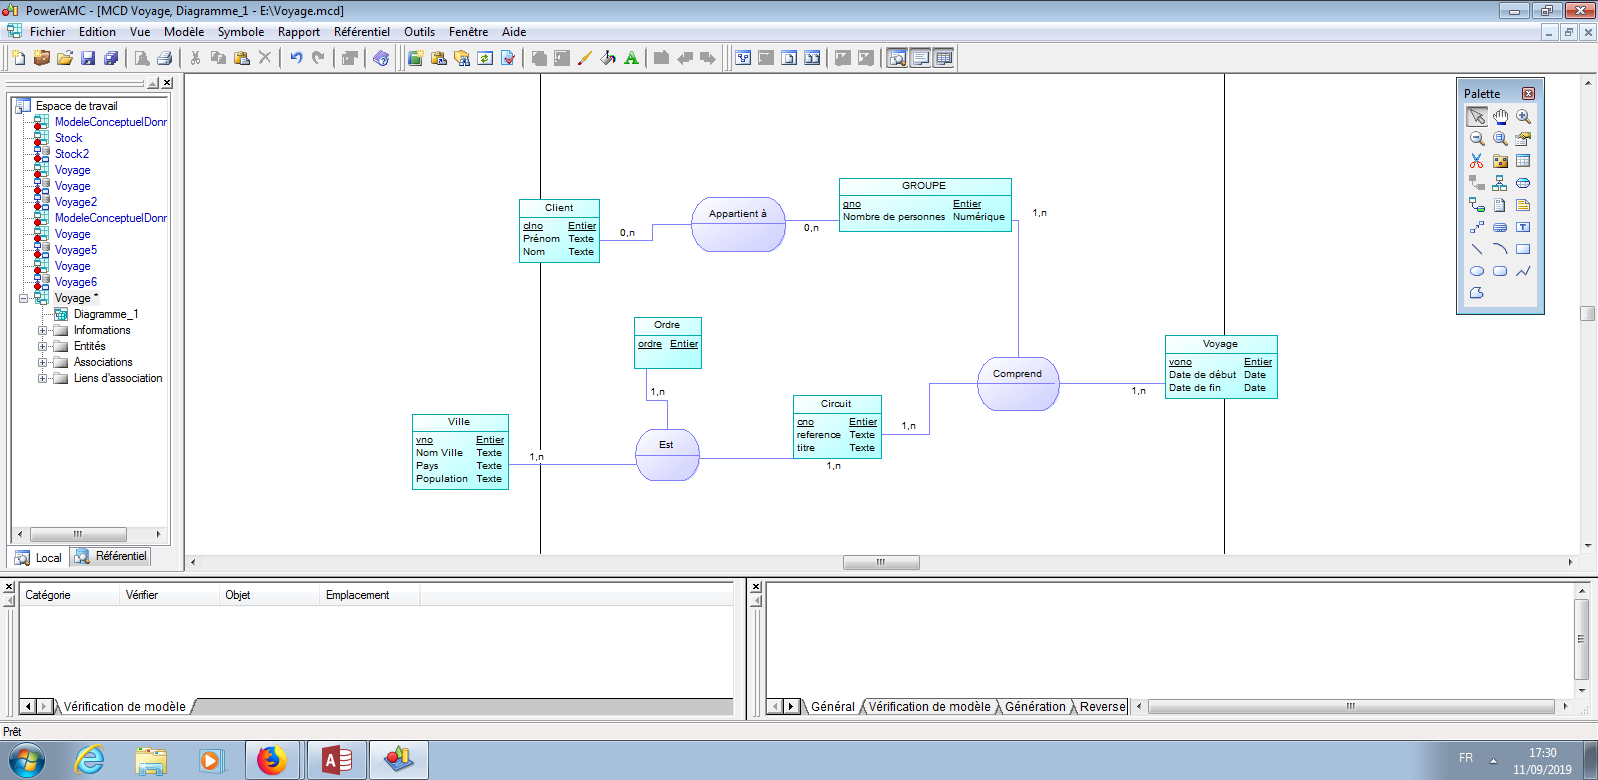 PowerAMC - [MCD Voyage, Diagramme_1 - E:\Voyage.mcd]
Fichier Edition Vue Modèle Symbole Rapport Référentiel Outils Fenêtre Aide
Espace de travail
ModeleConceptuelDonr
Stock
Stock2
Voyage
Voyage
Voyage2
ModeleConceptuelDonr
Voyage
Voyage5
Voyage
Voyage6
Voyage *
Diagramme_1
Informations
Entités
Associations
Liens d'association
Local Référentiel
Client
clno Entier
Prénom Texte
Nom Texte
0,n
Appartient à
0,n
GROUPE
gno Entier
Nombre de personnes Numérique
1,n
Ordre
ordre Entier
1,n
Ville
vno Entier
Nom Ville Texte
Pays Texte
Population Texte
1,n
Est
1,n
Circuit
cno Entier
reference Texte
titre Texte
1,n
Comprend
1,n
Voyage
vono Entier
Date de début Date
Date de fin Date
Palette
Catégorie Vérifier Objet Emplacement
Vérification de modèle
Général Vérification de modèle Génération Reverse
Prêt
FR
17:30
11/09/2019